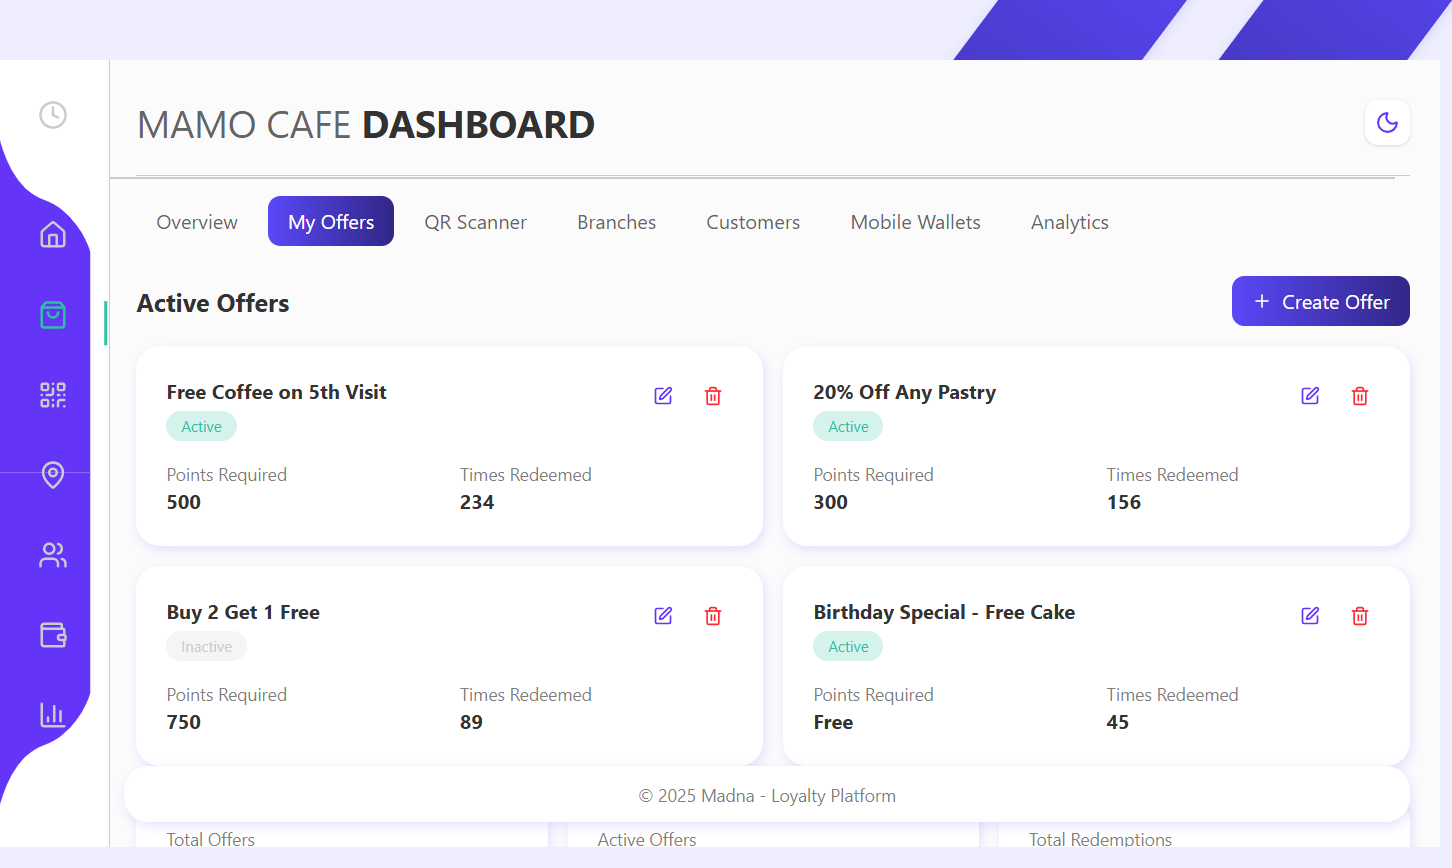 MAMO CAFE DASHBOARD
Overview My Offers QR Scanner Branches Customers Mobile Wallets Analytics
Active Offers
+ Create Offer
Free Coffee on 5th Visit
Active
Points Required Times Redeemed
500 234
20% Off Any Pastry
Active
Points Required Times Redeemed
300 156
Buy 2 Get 1 Free
Inactive
Points Required Times Redeemed
750 89
Birthday Special - Free Cake
Active
Points Required Times Redeemed
Free 45
© 2025 Madna - Loyalty Platform
Total Offers Active Offers Total Redemptions